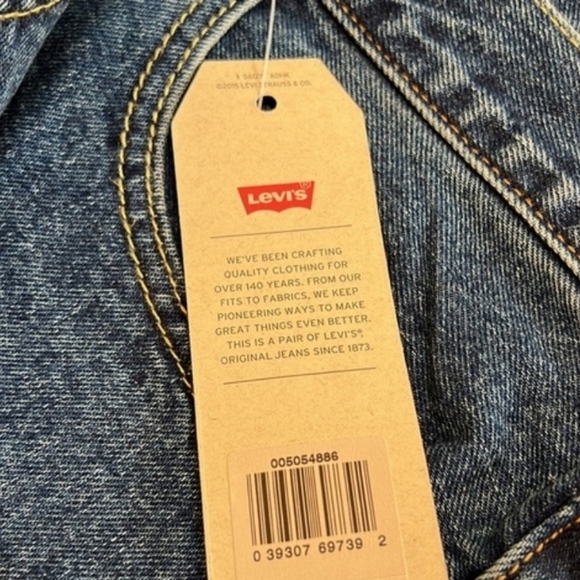 ©2015 LEVI STRAUSS & CO.
LEVI'S®
WE'VE BEEN CRAFTING
QUALITY CLOTHING FOR
OVER 140 YEARS. FROM OUR
FITS TO FABRICS, WE KEEP
PIONEERING WAYS TO MAKE
GREAT THINGS EVEN BETTER.
THIS IS A PAIR OF LEVI'S®,
ORIGINAL JEANS SINCE 1873.
005054886
0 39307 69739 2